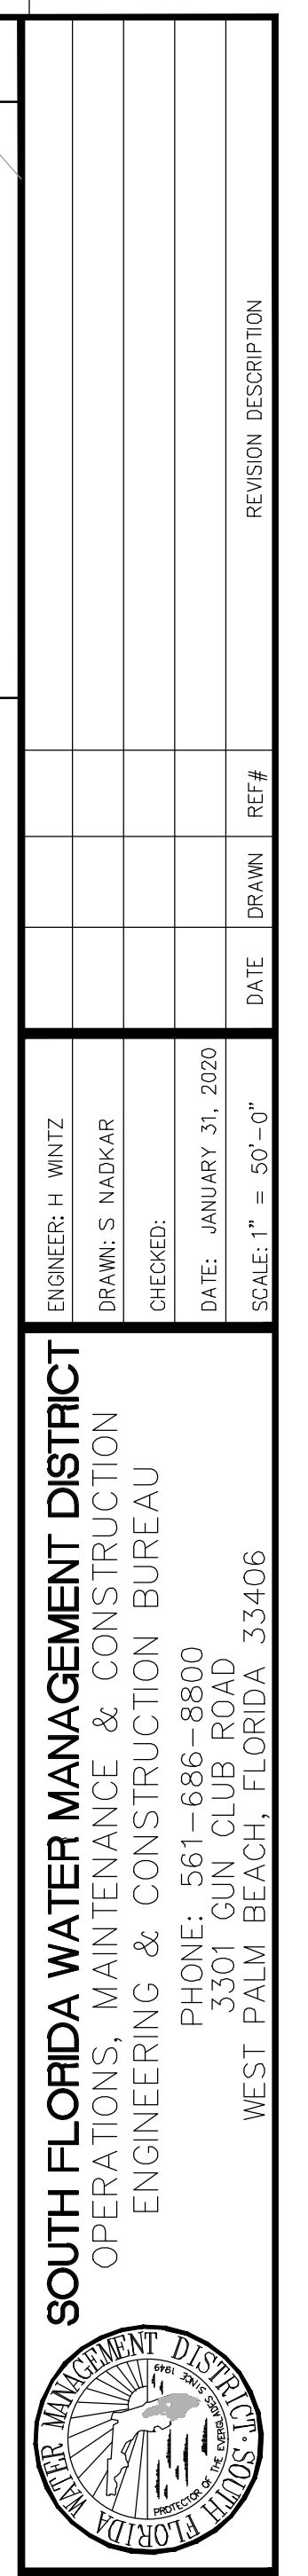 SOUTH FLORIDA WATER MANAGEMENT DISTRICT
OPERATIONS, MAINTENANCE & CONSTRUCTION
ENGINEERING & CONSTRUCTION BUREAU
PHONE: 561-686-8800
3301 GUN CLUB ROAD
WEST PALM BEACH, FLORIDA 33406
SOUTH FLORIDA WATER MANAGEMENT DISTRICT
PROTECTOR OF THE EVERGLADES SINCE 1949
ENGINEER: H WINTZ
DRAWN: S NADKAR
CHECKED:
DATE: JANUARY 31, 2020
SCALE: 1" = 50'-0"
DATE DRAWN REF# REVISION DESCRIPTION